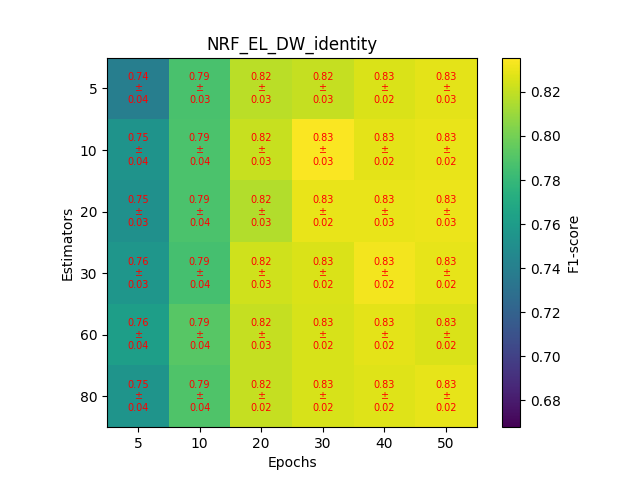 NRF_EL_DW_identity
0.74 0.79 0.82 0.82 0.83 0.83
± ± ± ± ± ±
0.04 0.03 0.03 0.03 0.02 0.03
0.75 0.79 0.82 0.83 0.83 0.83
± ± ± ± ± ±
0.04 0.04 0.03 0.03 0.02 0.02
0.75 0.79 0.82 0.83 0.83 0.83
± ± ± ± ± ±
0.03 0.04 0.03 0.02 0.03 0.03
0.76 0.79 0.82 0.83 0.83 0.83
± ± ± ± ± ±
0.03 0.04 0.03 0.02 0.02 0.02
0.76 0.79 0.82 0.83 0.83 0.83
± ± ± ± ± ±
0.04 0.04 0.03 0.02 0.02 0.02
0.75 0.79 0.82 0.83 0.83 0.83
± ± ± ± ± ±
0.04 0.04 0.02 0.02 0.02 0.02
5
10
20
30
60
80
Estimators
5 10 20 30 40 50
Epochs
0.82
0.80
0.78
0.76
0.74
0.72
0.70
0.68
F1-score